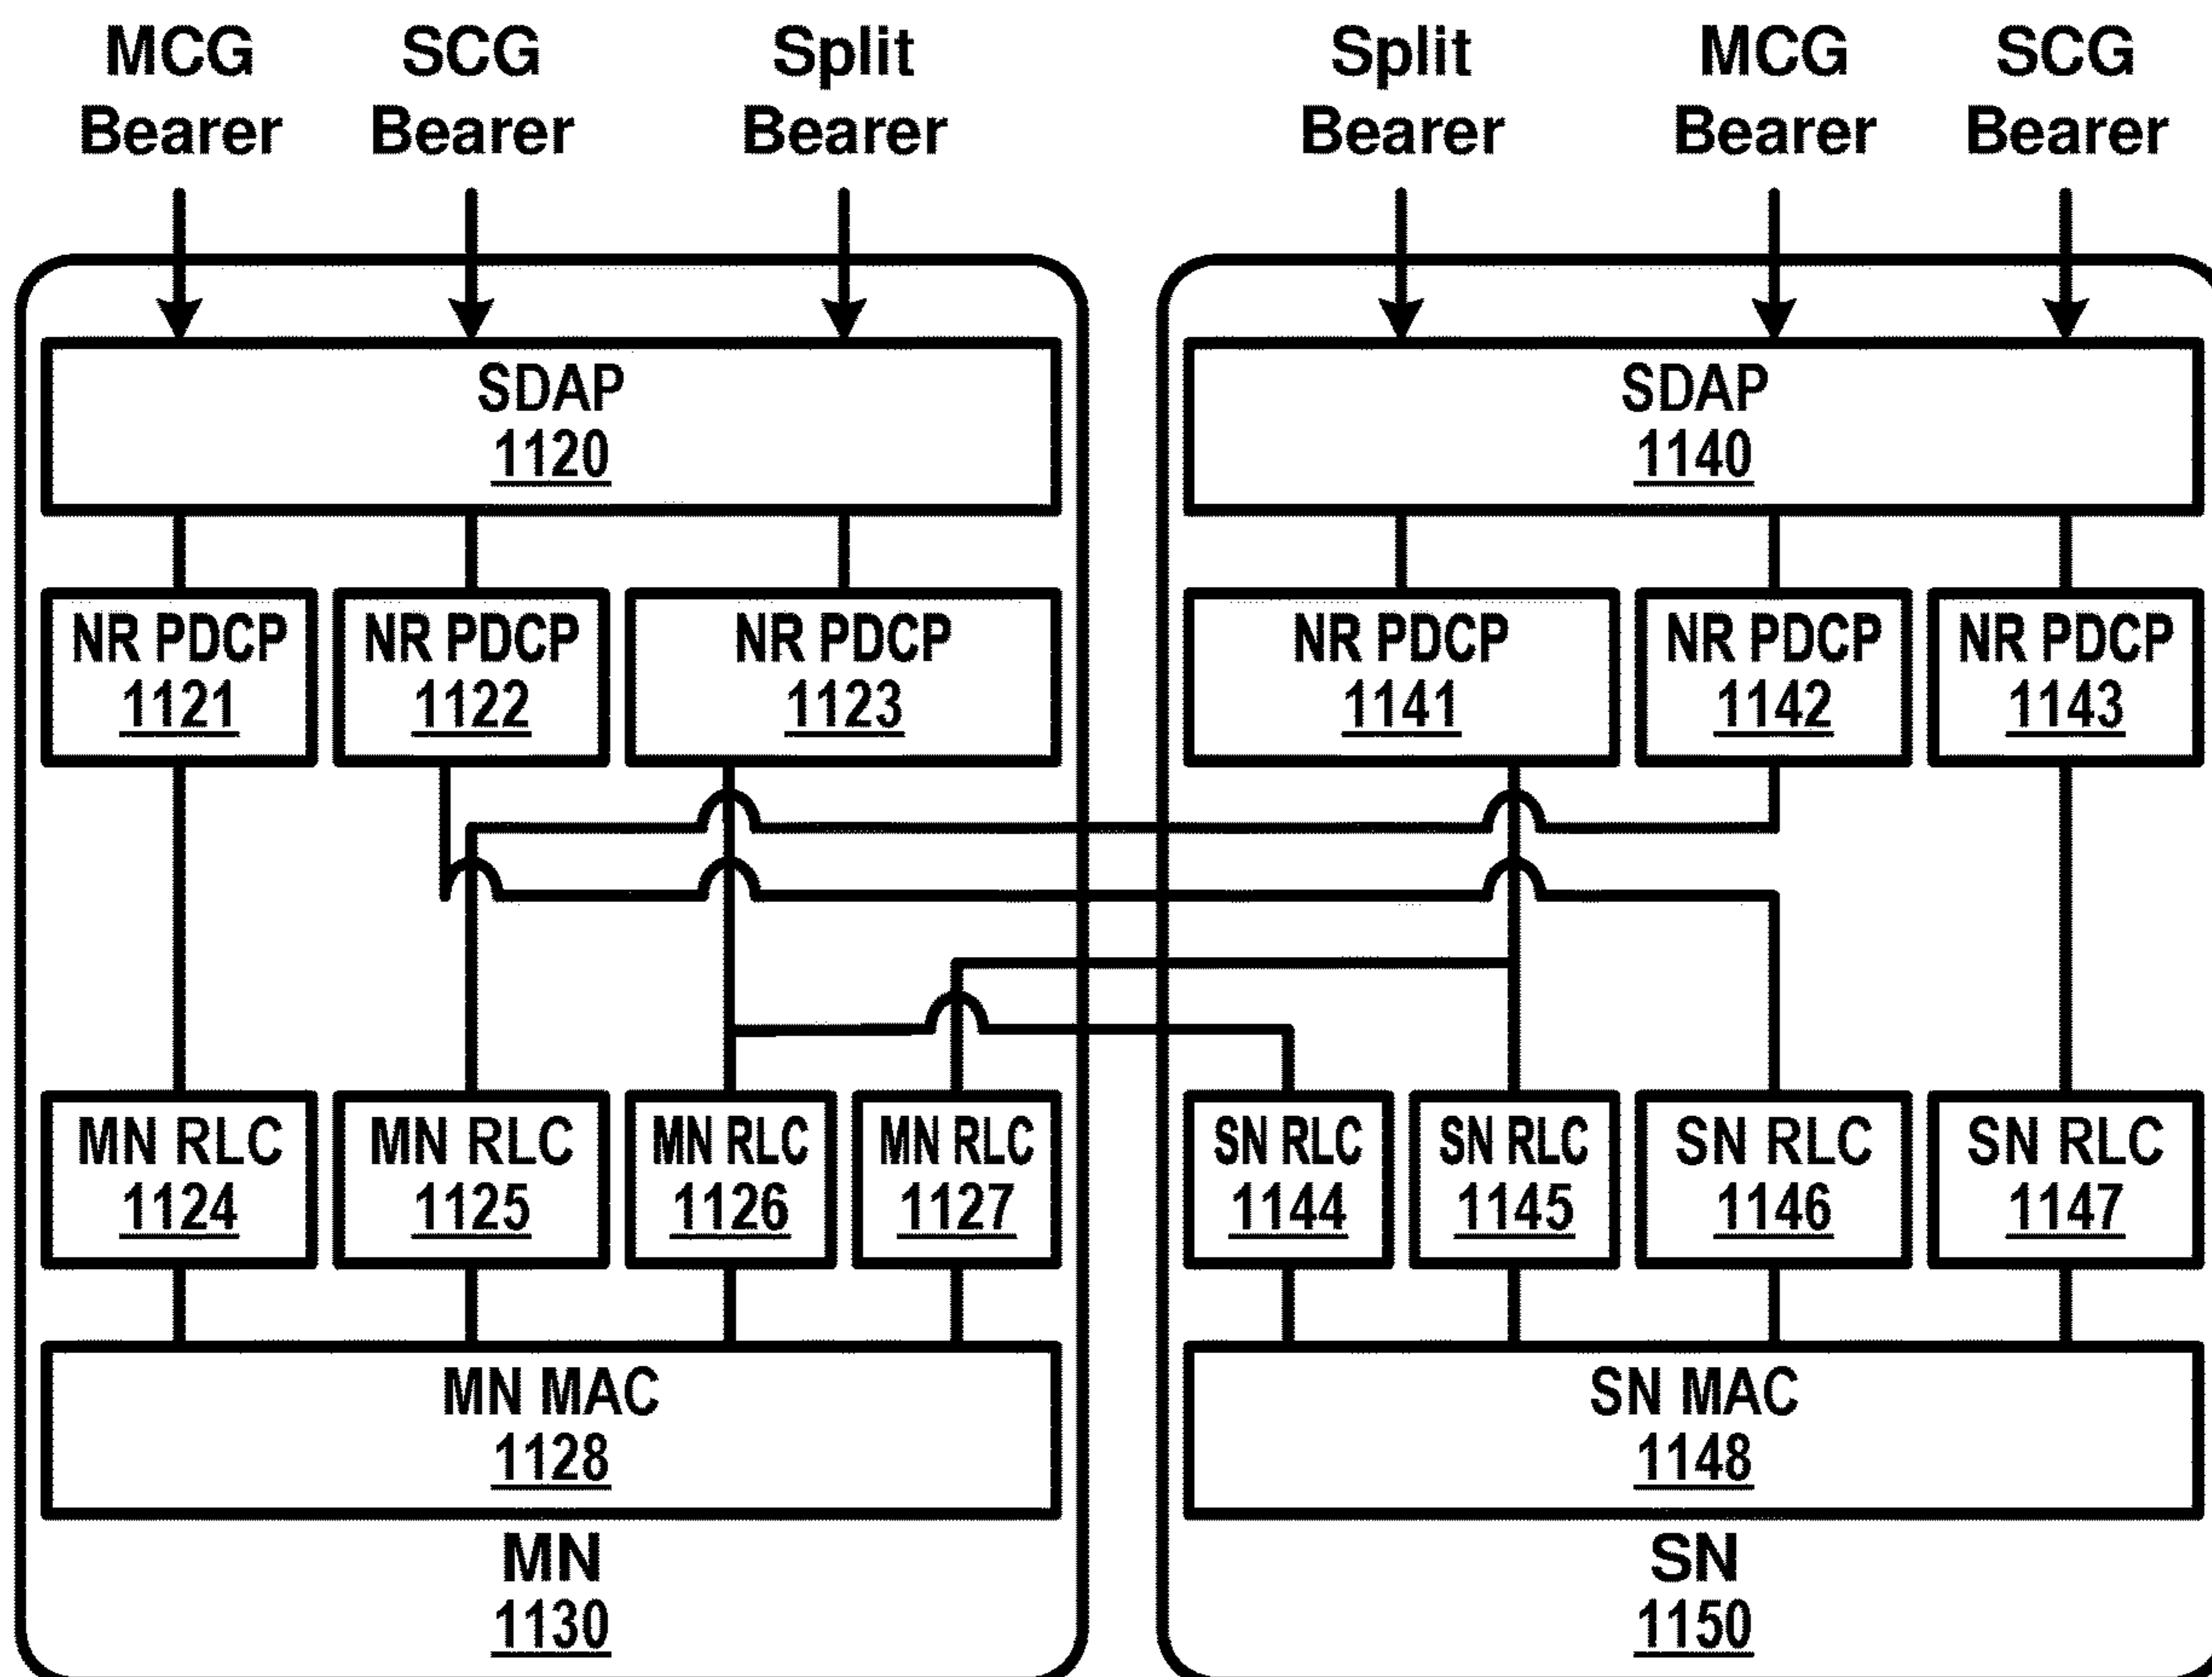 MCG
Bearer
SCG
Bearer
Split
Bearer
Split
Bearer
MCG
Bearer
SCG
Bearer
SDAP
1120
SDAP
1140
NR PDCP
1121
NR PDCP
1122
NR PDCP
1123
NR PDCP
1141
NR PDCP
1142
NR PDCP
1143
MN RLC
1124
MN RLC
1125
MN RLC
1126
MN RLC
1127
SN RLC
1144
SN RLC
1145
SN RLC
1146
SN RLC
1147
MN MAC
1128
SN MAC
1148
MN
1130
SN
1150